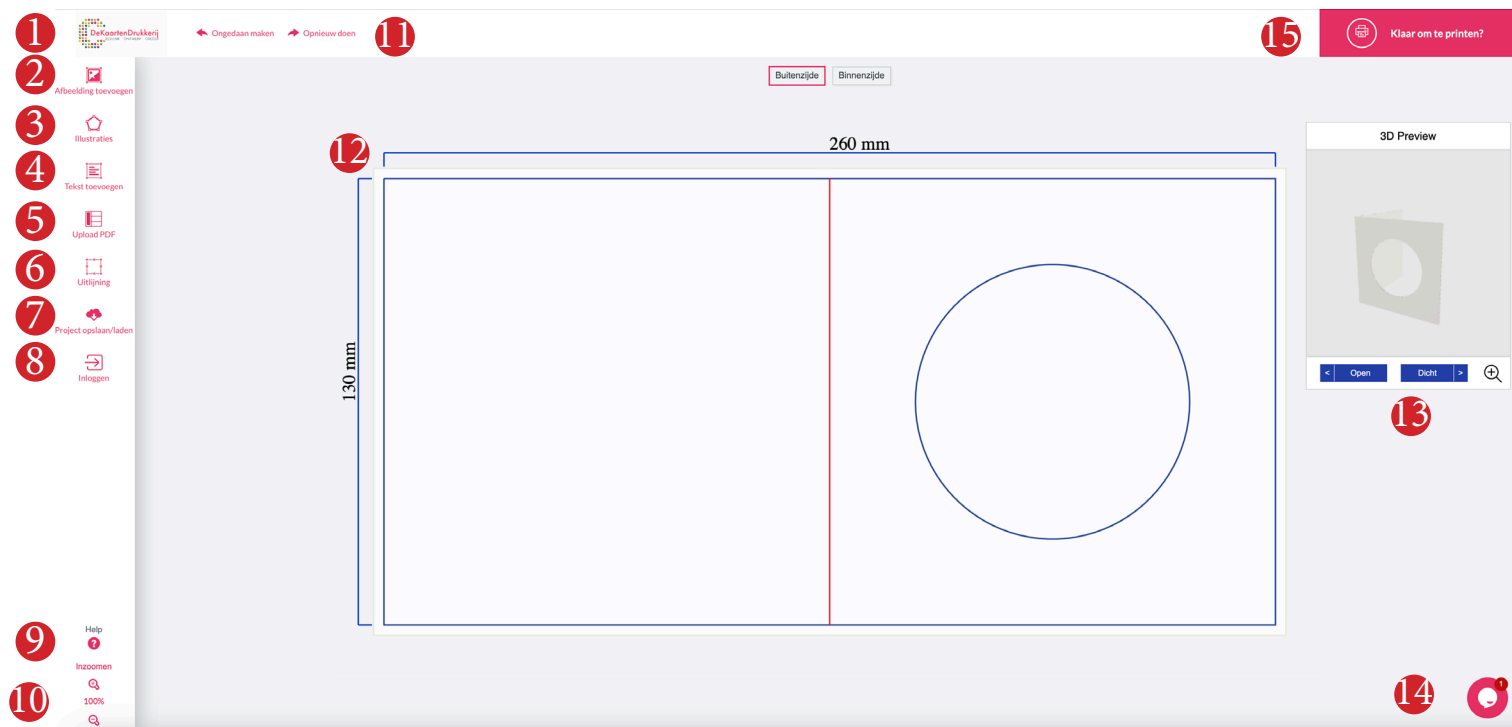 1
DeKaartenDrukkerij
11
Ongedaan maken
Opnieuw doen
15
Klaar om te printen?
2
Afbeelding toevoegen
3
Illustraties
4
Tekst toevoegen
5
Upload PDF
6
Uitlijning
7
Project opslaan/laden
8
Inloggen
9
Help
?
Inzoomen
10
100%
Buitenzijde
Binnenzijde
12
260 mm
130 mm
3D Preview
< Open
Dicht >
13
14
1